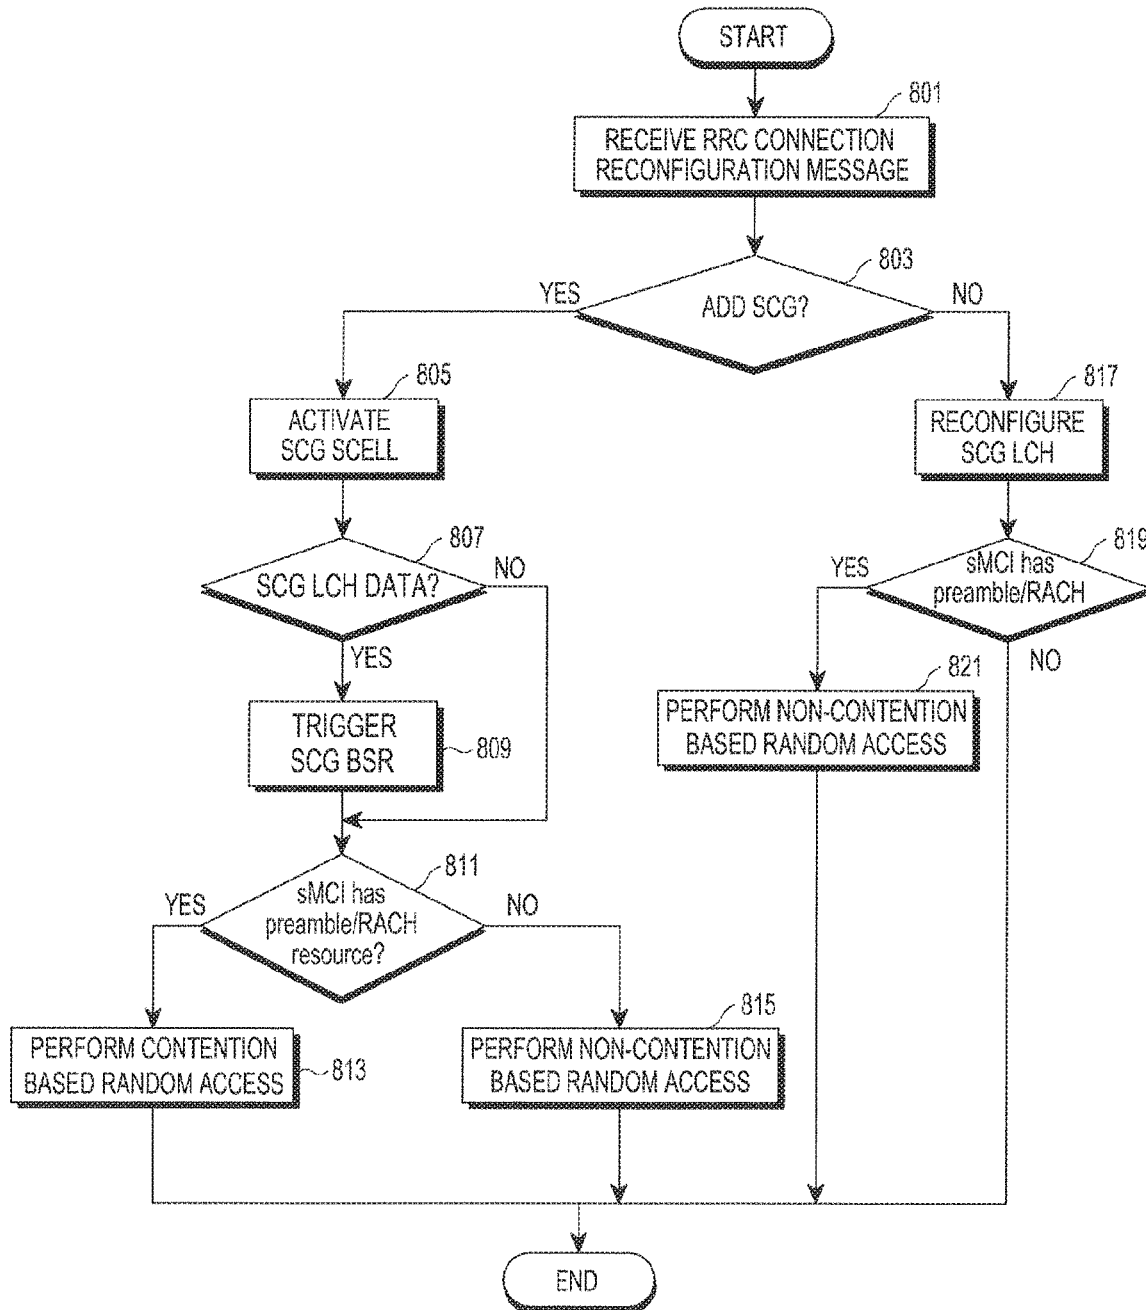 START
801
RECEIVE RRC CONNECTION
RECONFIGURATION MESSAGE
803
YES
ADD SCG?
NO
805
ACTIVATE
SCG SCELL
817
RECONFIGURE
SCG LCH
807
SCG LCH DATA?
NO
YES
819
YES
sMCI has
preamble/RACH
NO
TRIGGER
SCG BSR
809
821
PERFORM NON-CONTENTION
BASED RANDOM ACCESS
811
YES
sMCI has
preamble/RACH
resource?
NO
PERFORM CONTENTION
BASED RANDOM ACCESS
813
815
PERFORM NON-CONTENTION
BASED RANDOM ACCESS
END